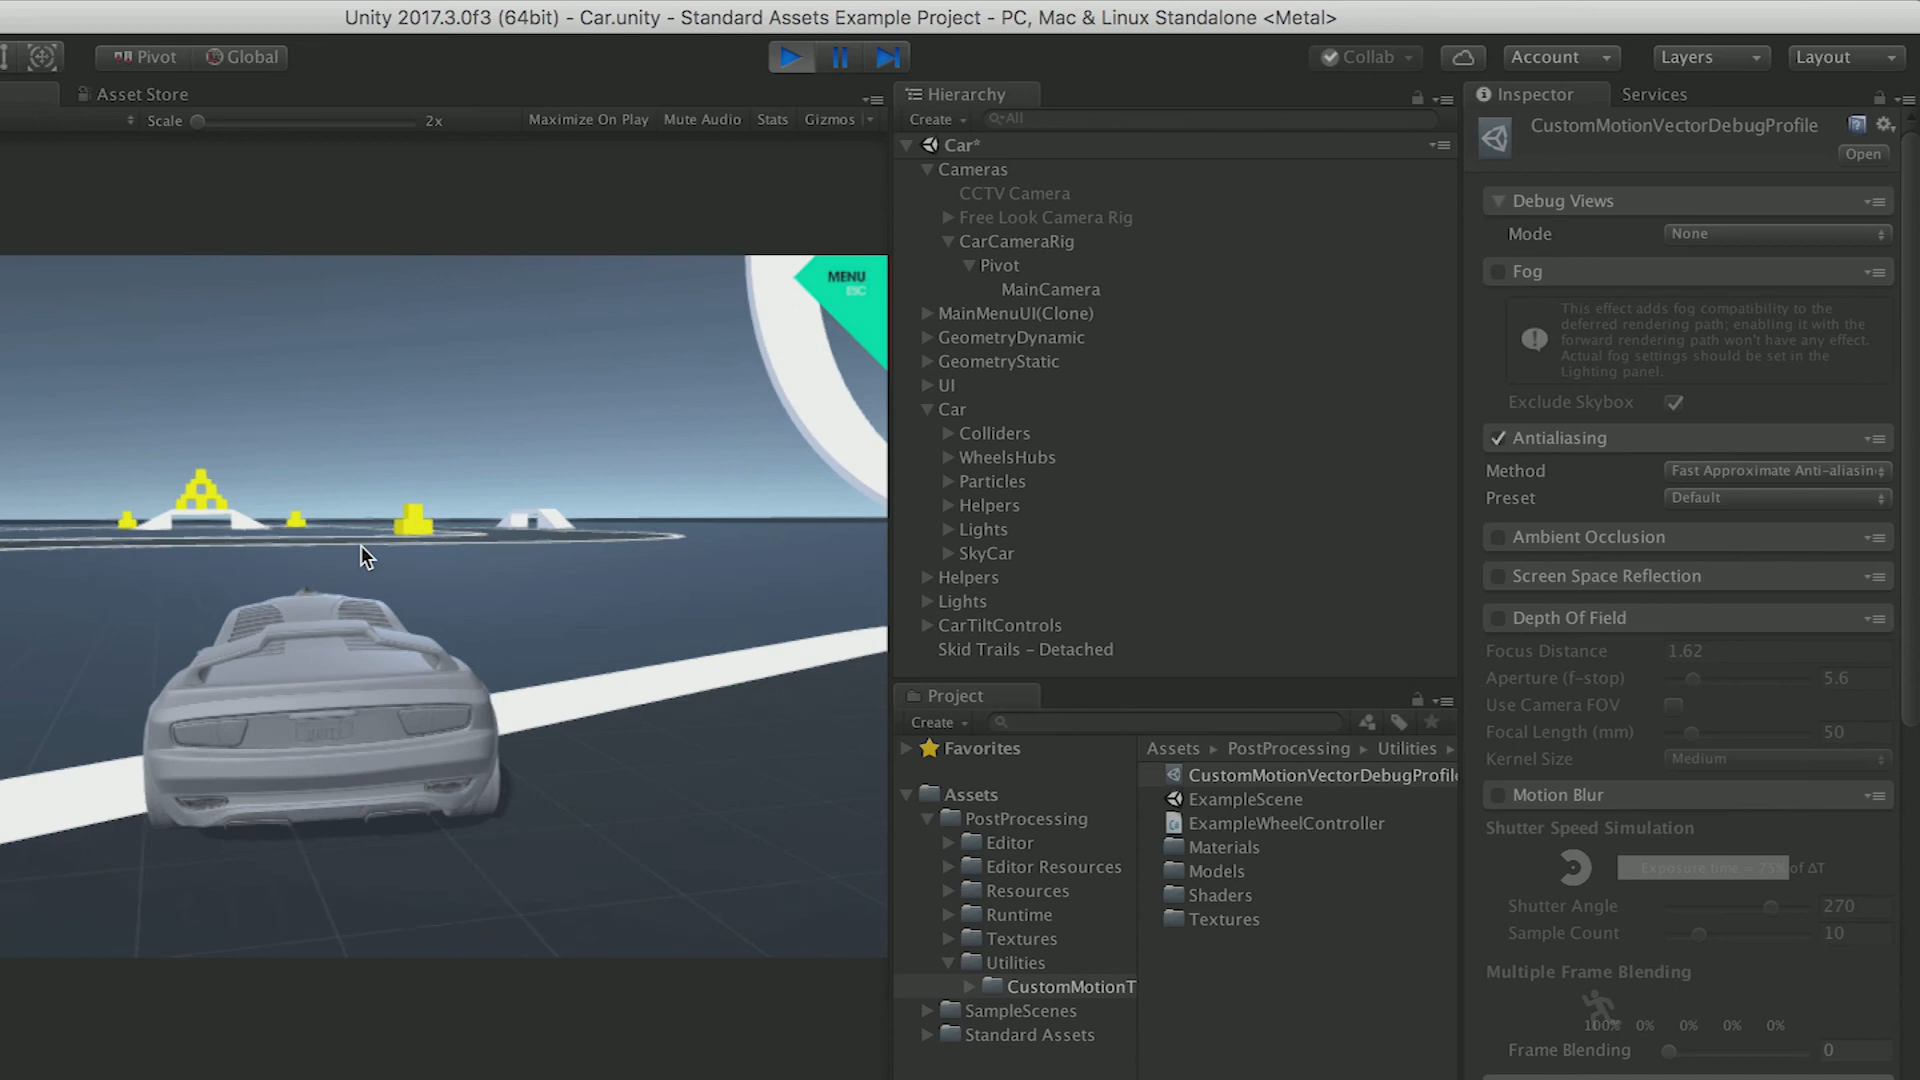 Unity 2017.3.0f3 (64bit) - Car.unity - Standard Assets Example Project - PC, Mac & Linux Standalone <Metal>
Pivot
Global
Collab
Account
Layers
Layout
Asset Store
Scale
2x
Maximize On Play
Mute Audio
Stats
Gizmos
MENU
ESC
Hierarchy
Create
All
Car*
Cameras
CCTV Camera
Free Look Camera Rig
CarCameraRig
Pivot
MainCamera
MainMenuUI(Clone)
GeometryDynamic
GeometryStatic
UI
Car
Colliders
WheelsHubs
Particles
Helpers
Lights
SkyCar
Helpers
Lights
CarTiltControls
Skid Trails - Detached
Project
Create
Favorites
Assets
PostProcessing
Editor
Editor Resources
Resources
Runtime
Textures
Utilities
CustomMotionT
SampleScenes
Standard Assets
Assets
PostProcessing
Utilities
CustomMotionVectorDebugProfile
ExampleScene
ExampleWheelController
Materials
Models
Shaders
Textures
Inspector
Services
CustomMotionVectorDebugProfile
Open
Debug Views
Mode
None
Fog
This effect adds fog compatibility to the
deferred rendering path; enabling it with the
forward rendering path won't have any effect.
Actual fog settings should be set in the
Lighting panel.
Exclude Skybox
Antialiasing
Method
Fast Approximate Anti-aliasin
Preset
Default
Ambient Occlusion
Screen Space Reflection
Depth Of Field
Focus Distance
1.62
Aperture (f-stop)
5.6
Use Camera FOV
Focal Length (mm)
50
Kernel Size
Medium
Motion Blur
Shutter Speed Simulation
Exposure time = 75% of ΔT
Shutter Angle
270
Sample Count
10
Multiple Frame Blending
100%
0%
0%
0%
0%
Frame Blending
0